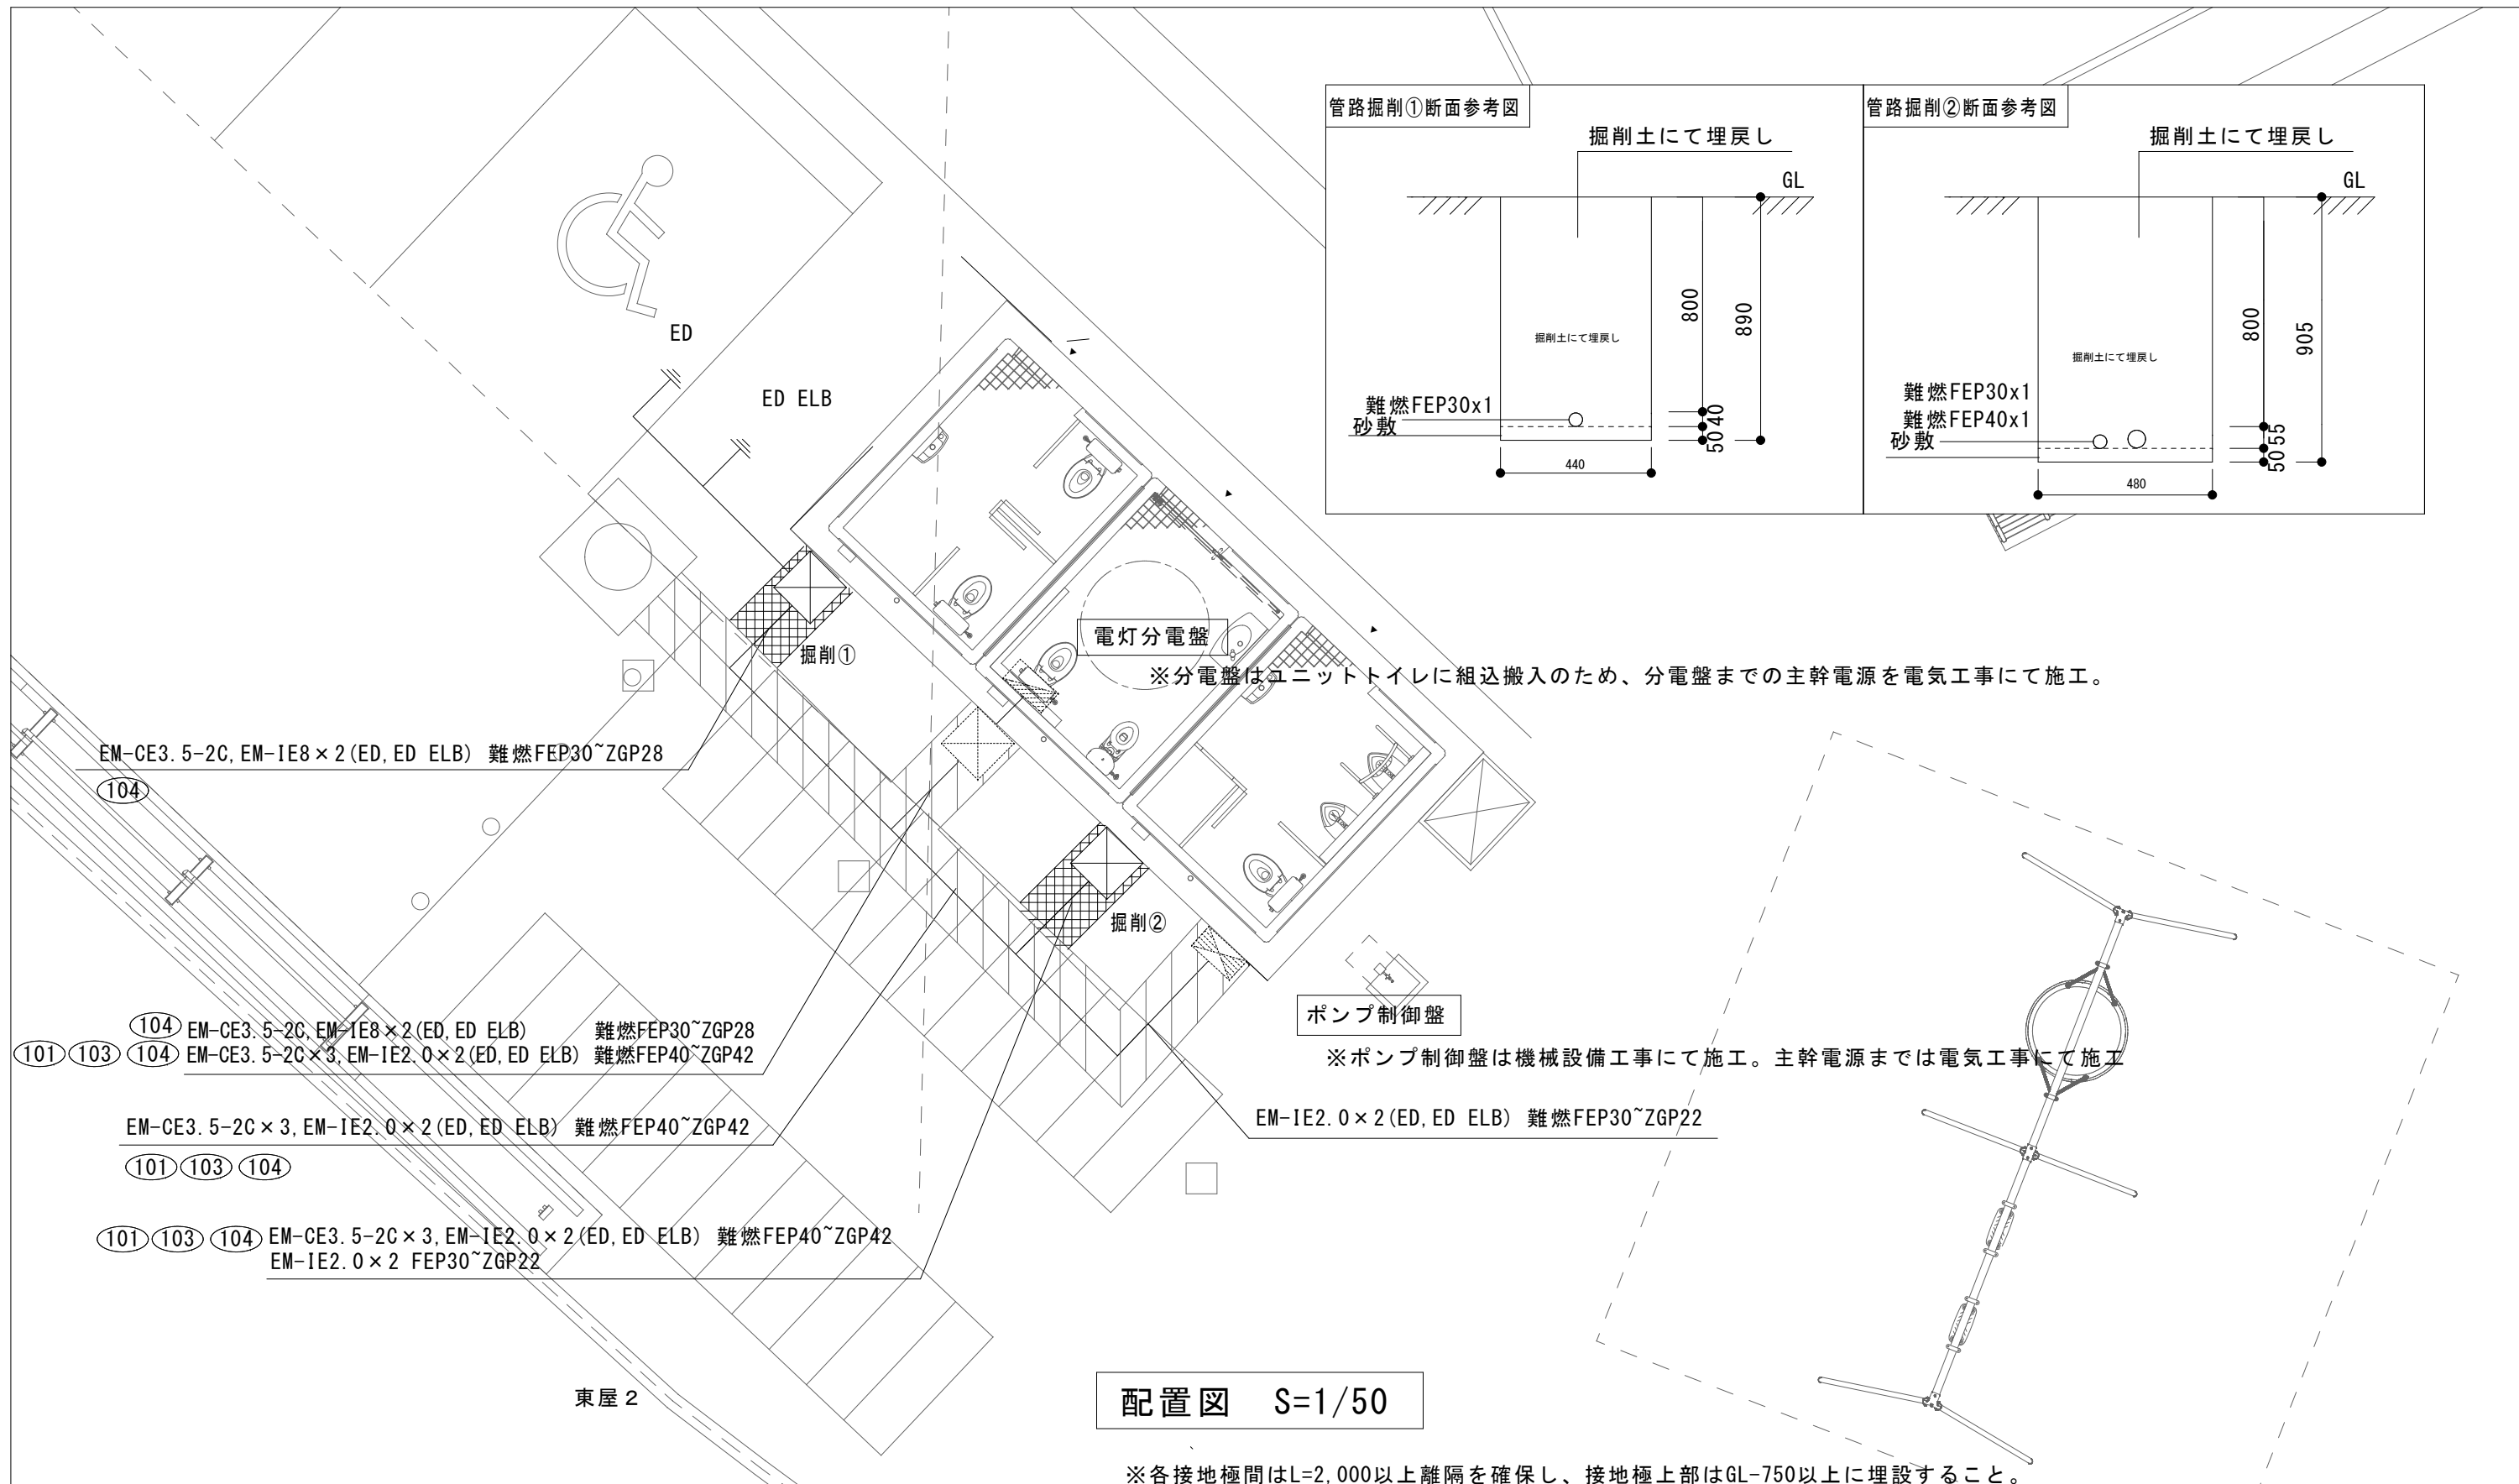 管路掘削①断面参考図
掘削土にて埋戻し
GL
800
890
掘削土にて埋戻し
難燃FEP30x1
砂敷
40
50
440
管路掘削②断面参考図
掘削土にて埋戻し
GL
800
905
掘削土にて埋戻し
難燃FEP30x1
難燃FEP40x1
砂敷
55
50
480
ED
ED ELB
掘削①
電灯分電盤
※分電盤はユニットトイレに組込搬入のため、分電盤までの主幹電源を電気工事にて施工。
EM-CE3.5-2C,EM-IE8×2(ED,ED ELB) 難燃FEP30~ZGP28
104
掘削②
ポンプ制御盤
※ポンプ制御盤は機械設備工事にて施工。主幹電源までは電気工事にて施工
104 EM-CE3.5-2C,EM-IE8×2(ED,ED ELB) 難燃FEP30~ZGP28
101 103 104 EM-CE3.5-2C×3,EM-IE2.0×2(ED,ED ELB) 難燃FEP40~ZGP42
EM-IE2.0×2(ED,ED ELB) 難燃FEP30~ZGP22
EM-CE3.5-2C×3,EM-IE2.0×2(ED,ED ELB) 難燃FEP40~ZGP42
101 103 104
101 103 104 EM-CE3.5-2C×3,EM-IE2.0×2(ED,ED ELB) 難燃FEP40~ZGP42
EM-IE2.0×2 FEP30~ZGP22
東屋２
配置図 S=1/50
※各接地極間はL=2,000以上離隔を確保し、接地極上部はGL-750以上に埋設すること。